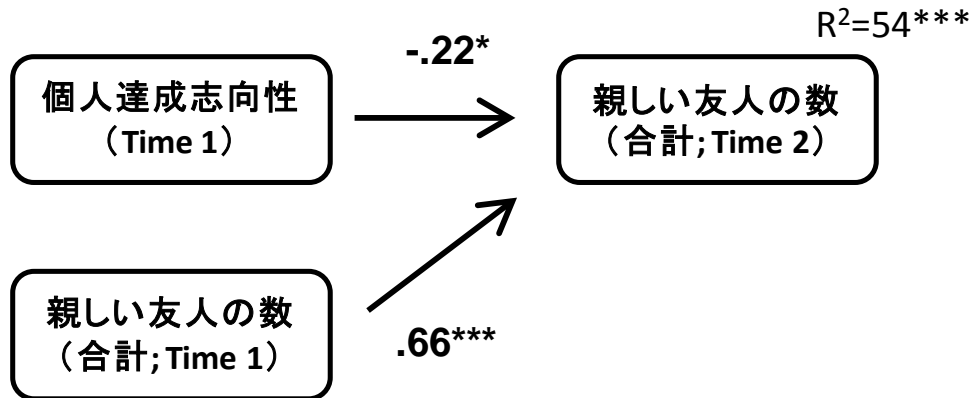 R²=54***
-.22*
個人達成志向性
（Time 1）
親しい友人の数
（合計;Time 2）
親しい友人の数
（合計;Time 1）
.66***